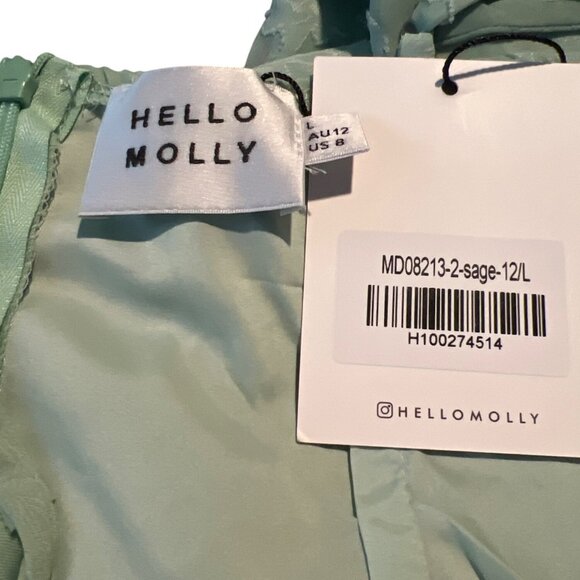 HELLO
MOLLY
L
AU12
US 8
MD08213-2-sage-12/L
H100274514
HELLOMOLLY